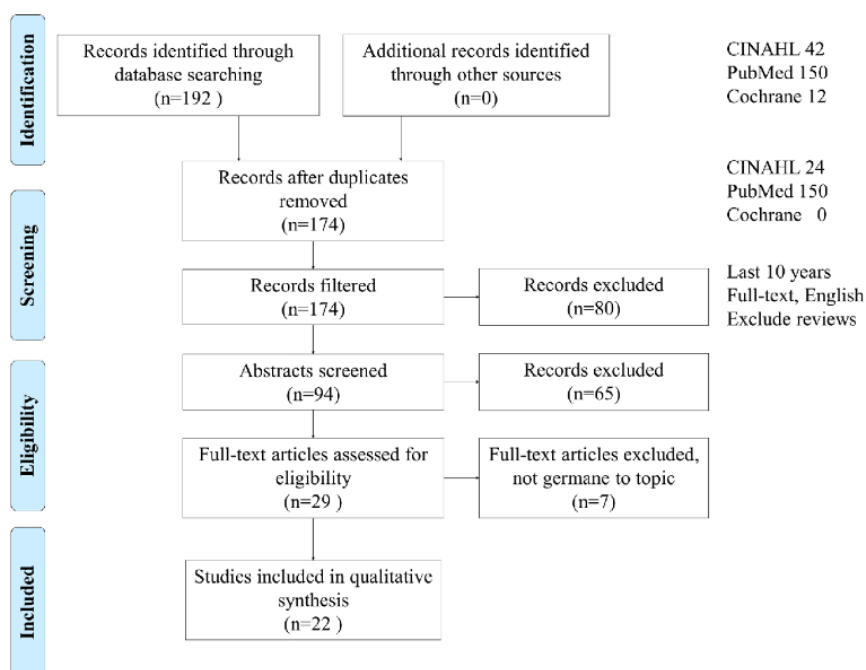 Identification
Records identified through
database searching
(n=192 )
Additional records identified
through other sources
(n=0)
CINAHL 42
PubMed 150
Cochrane 12
Records after duplicates
removed
(n=174)
CINAHL 24
PubMed 150
Cochrane 0
Screening
Records filtered
(n=174)
Records excluded
(n=80)
Last 10 years
Full-text, English
Exclude reviews
Abstracts screened
(n=94)
Records excluded
(n=65)
Eligibility
Full-text articles assessed for
eligibility
(n=29 )
Full-text articles excluded,
not germane to topic
(n=7)
Included
Studies included in qualitative
synthesis
(n=22 )